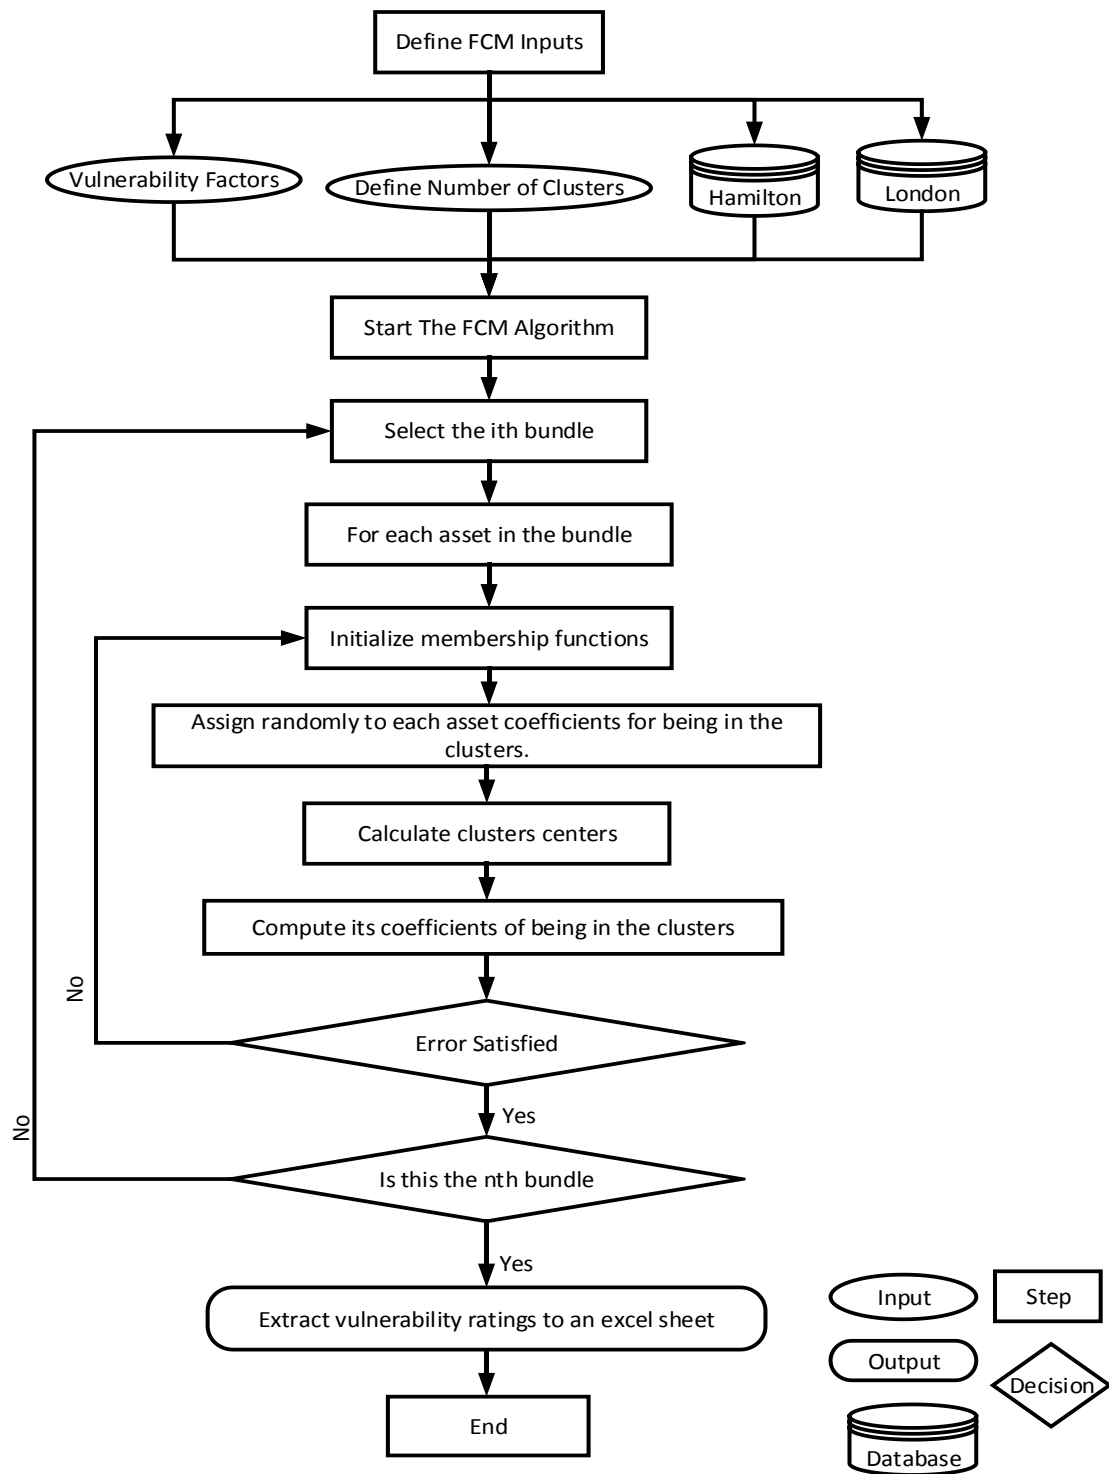 Define FCM Inputs
Vulnerability Factors
Define Number of Clusters
Hamilton
London
Start The FCM Algorithm
Select the ith bundle
For each asset in the bundle
Initialize membership functions
Assign randomly to each asset coefficients for being in the
clusters.
Calculate clusters centers
Compute its coefficients of being in the clusters
No
Error Satisfied
Yes
No
Is this the nth bundle
Yes
Extract vulnerability ratings to an excel sheet
End
Input
Step
Output
Decision
Database